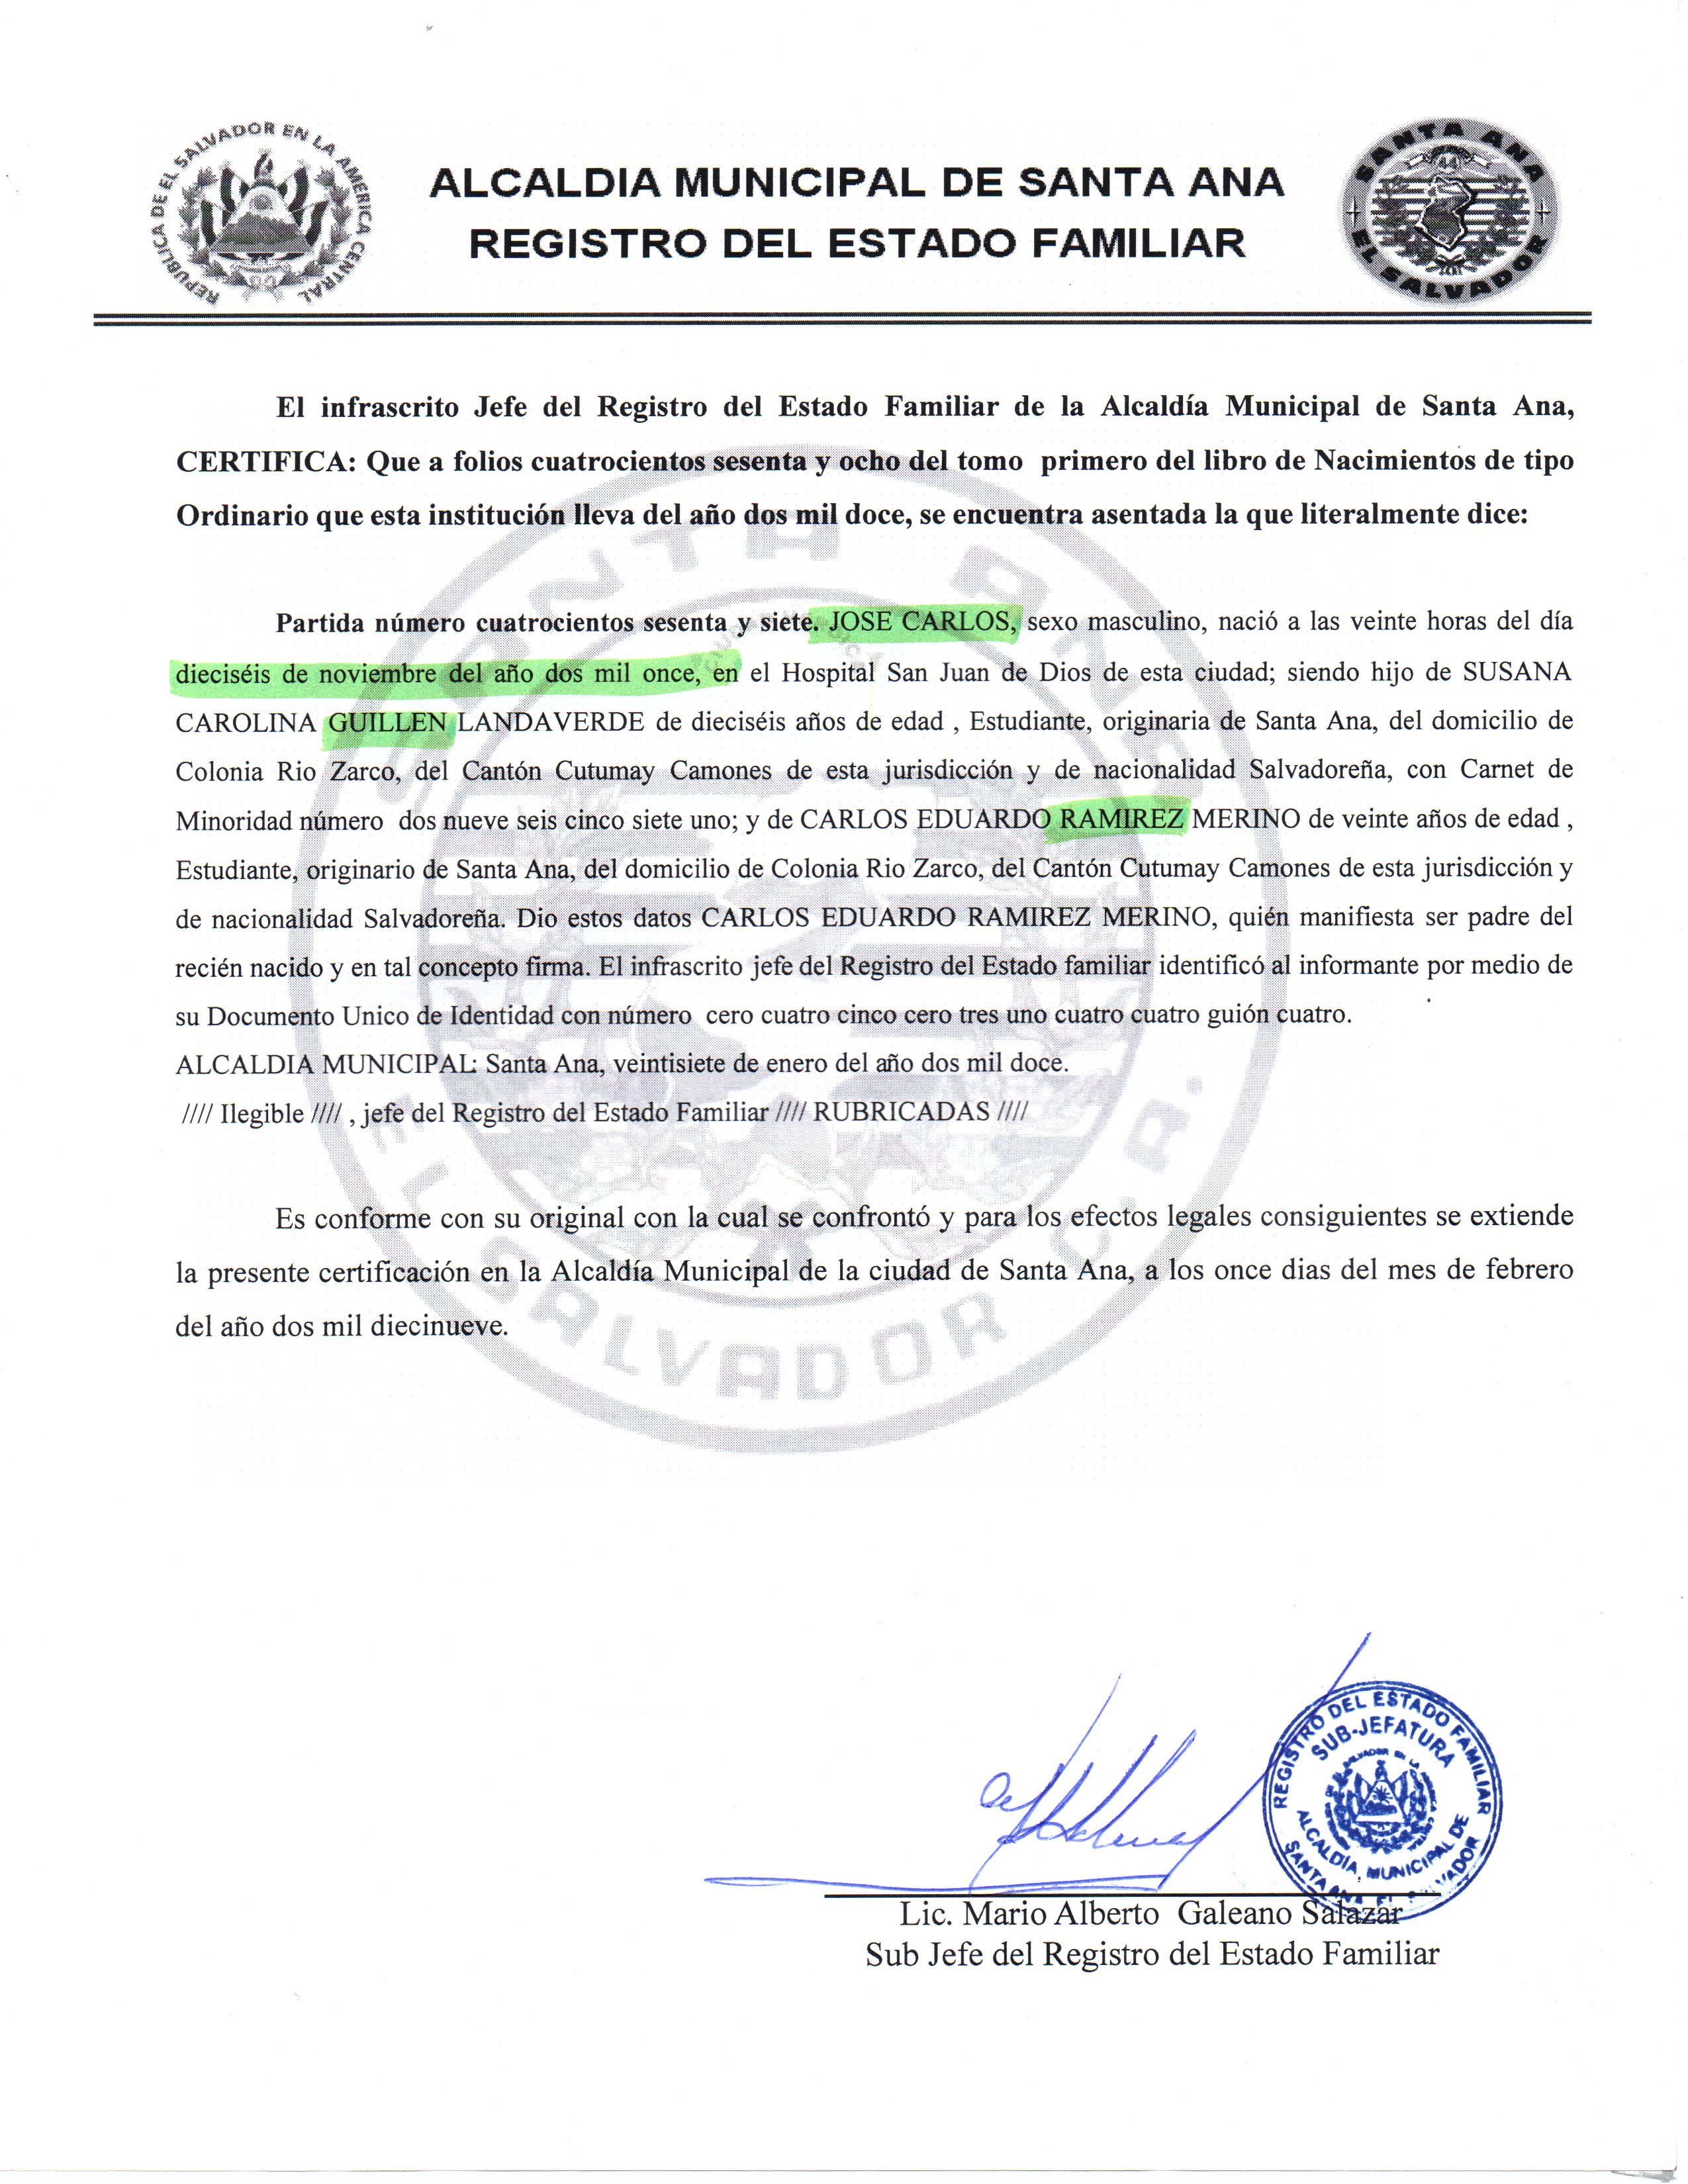 REPUBLICA DE EL SALVADOR EN LA AMERICA CENTRAL
ALCALDIA MUNICIPAL DE SANTA ANA
REGISTRO DEL ESTADO FAMILIAR
SANTA ANA
EL SALVADOR
El infrascrito Jefe del Registro del Estado Familiar de la Alcaldía Municipal de Santa Ana,
CERTIFICA: Que a folios cuatrocientos sesenta y ocho del tomo primero del libro de Nacimientos de tipo
Ordinario que esta institución lleva del año dos mil doce, se encuentra asentada la que literalmente dice:
Partida número cuatrocientos sesenta y siete. JOSE CARLOS, sexo masculino, nació a las veinte horas del día
dieciséis de noviembre del año dos mil once, en el Hospital San Juan de Dios de esta ciudad; siendo hijo de SUSANA
CAROLINA GUILLEN LANDAVERDE de dieciséis años de edad , Estudiante, originaria de Santa Ana, del domicilio de
Colonia Rio Zarco, del Cantón Cutumay Camones de esta jurisdicción y de nacionalidad Salvadoreña, con Carnet de
Minoridad número dos nueve seis cinco siete uno; y de CARLOS EDUARDO RAMIREZ MERINO de veinte años de edad ,
Estudiante, originario de Santa Ana, del domicilio de Colonia Rio Zarco, del Cantón Cutumay Camones de esta jurisdicción y
de nacionalidad Salvadoreña. Dio estos datos CARLOS EDUARDO RAMIREZ MERINO, quién manifiesta ser padre del
recién nacido y en tal concepto firma. El infrascrito jefe del Registro del Estado familiar identificó al informante por medio de
su Documento Unico de Identidad con número cero cuatro cinco cero tres uno cuatro cuatro guión cuatro.
ALCALDIA MUNICIPAL: Santa Ana, veintisiete de enero del año dos mil doce.
//// Ilegible //// , jefe del Registro del Estado Familiar //// RUBRICADAS ////
Es conforme con su original con la cual se confrontó y para los efectos legales consiguientes se extiende
la presente certificación en la Alcaldía Municipal de la ciudad de Santa Ana, a los once dias del mes de febrero
del año dos mil diecinueve.
SANTA ANA
EL SALVADOR C.A.
REGISTRO DEL ESTADO FAMILIAR
SUB-JEFATURA
ALCALDÍA MUNICIPAL DE
SANTA ANA EL SALVADOR
Lic. Mario Alberto Galeano Salazar
Sub Jefe del Registro del Estado Familiar